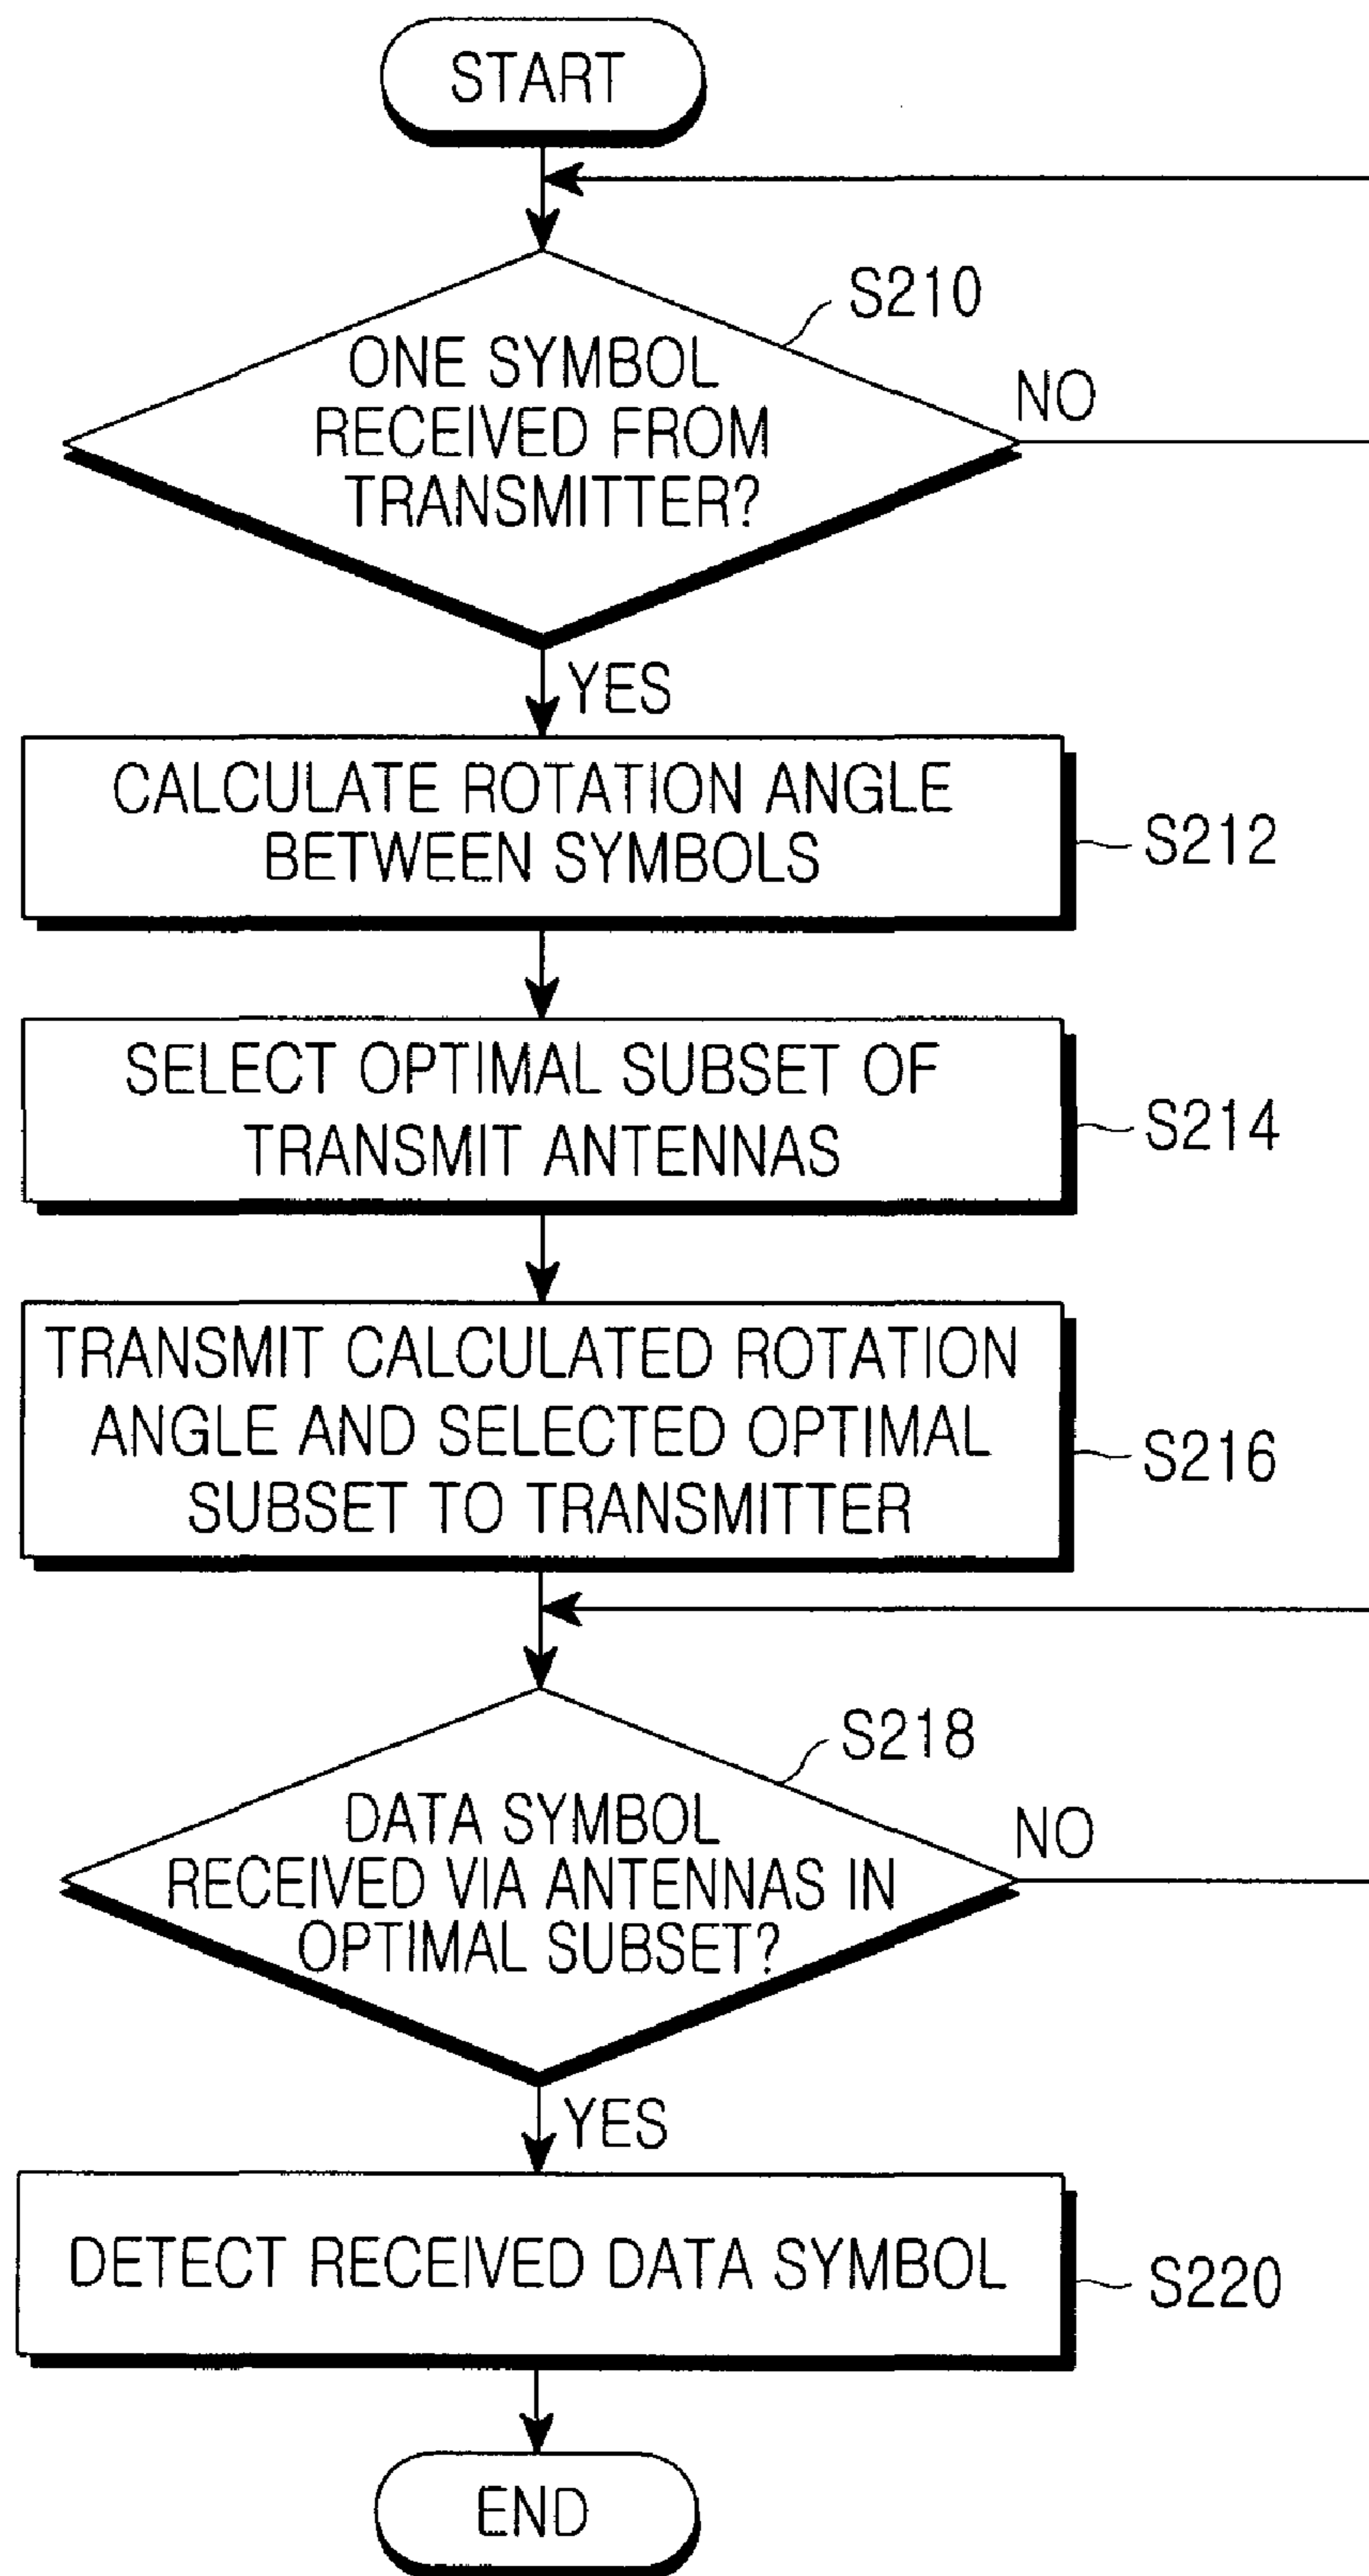 START
S210
ONE SYMBOL
RECEIVED FROM
TRANSMITTER?
NO
YES
CALCULATE ROTATION ANGLE
BETWEEN SYMBOLS
S212
SELECT OPTIMAL SUBSET OF
TRANSMIT ANTENNAS
S214
TRANSMIT CALCULATED ROTATION
ANGLE AND SELECTED OPTIMAL
SUBSET TO TRANSMITTER
S216
S218
DATA SYMBOL
RECEIVED VIA ANTENNAS IN
OPTIMAL SUBSET?
NO
YES
DETECT RECEIVED DATA SYMBOL
S220
END